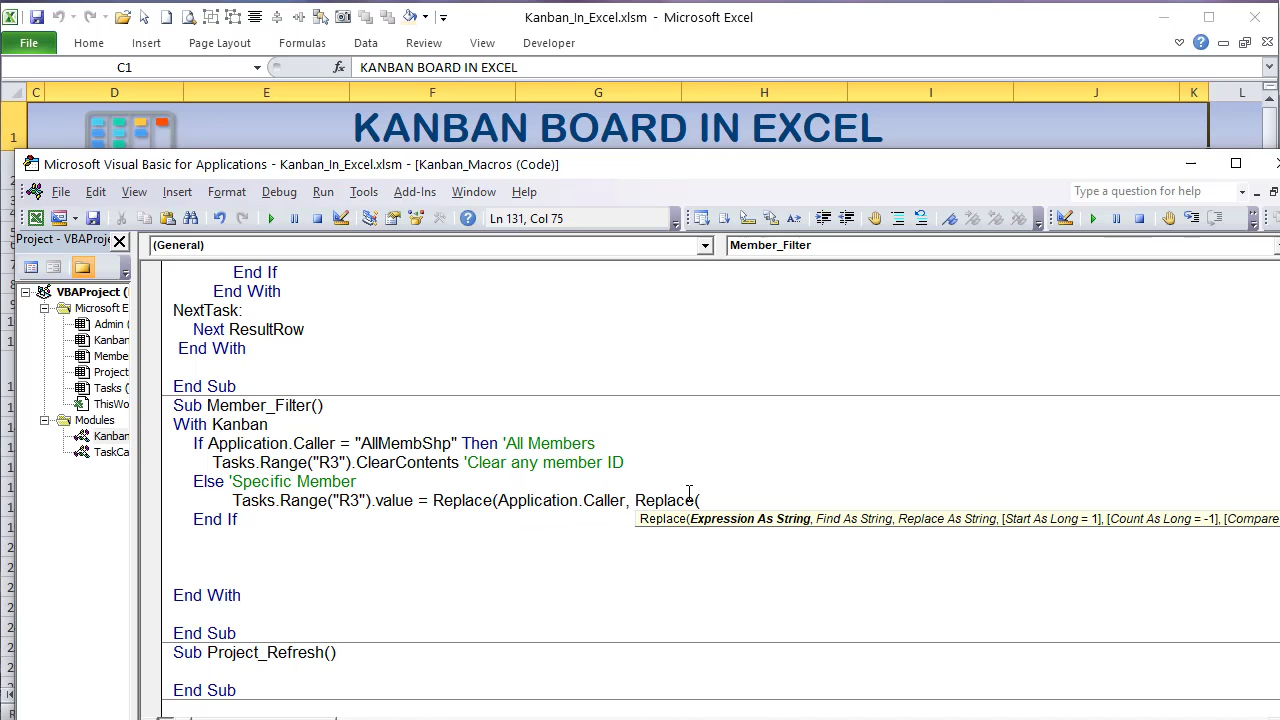 Kanban_In_Excel.xlsm - Microsoft Excel
File Home Insert Page Layout Formulas Data Review View Developer
C1 fx KANBAN BOARD IN EXCEL
C D E F G H I J K L
1 KANBAN BOARD IN EXCEL
Microsoft Visual Basic for Applications - Kanban_In_Excel.xlsm - [Kanban_Macros (Code)]
File Edit View Insert Format Debug Run Tools Add-Ins Window Help Type a question for help
Ln 131, Col 75
Project - VBAProje
(General) Member_Filter
VBAProject (
Microsoft E
Admin (
Kanban
Membe
Project
Tasks (
ThisWo
Modules
Kanban
TaskCa
End If
End With
NextTask:
Next ResultRow
End With
End Sub
Sub Member_Filter()
With Kanban
If Application.Caller = "AllMembShp" Then 'All Members
Tasks.Range("R3").ClearContents 'Clear any member ID
Else 'Specific Member
Tasks.Range("R3").value = Replace(Application.Caller, Replace(
Replace(Expression As String, Find As String, Replace As String, [Start As Long = 1], [Count As Long = -1], [Compare
End If
End With
End Sub
Sub Project_Refresh()
End Sub